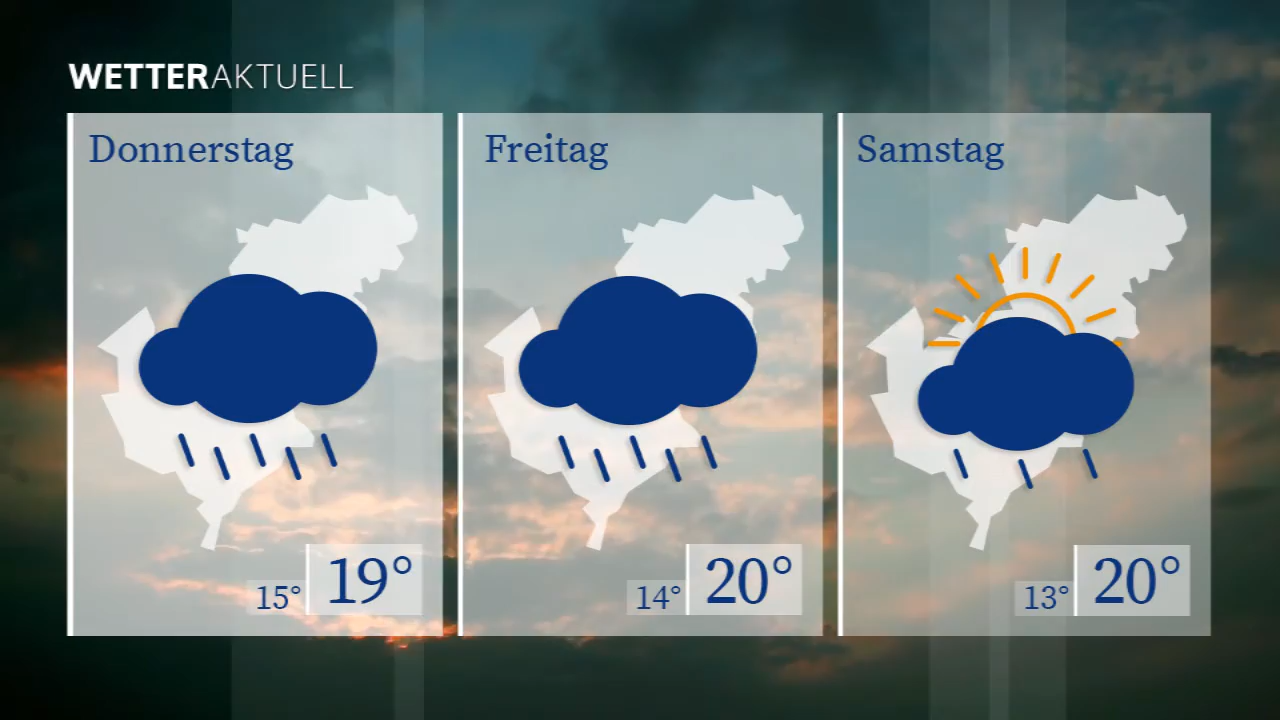 WETTERAKTUELL
Donnerstag
15° 19°
Freitag
14° 20°
Samstag
13° 20°